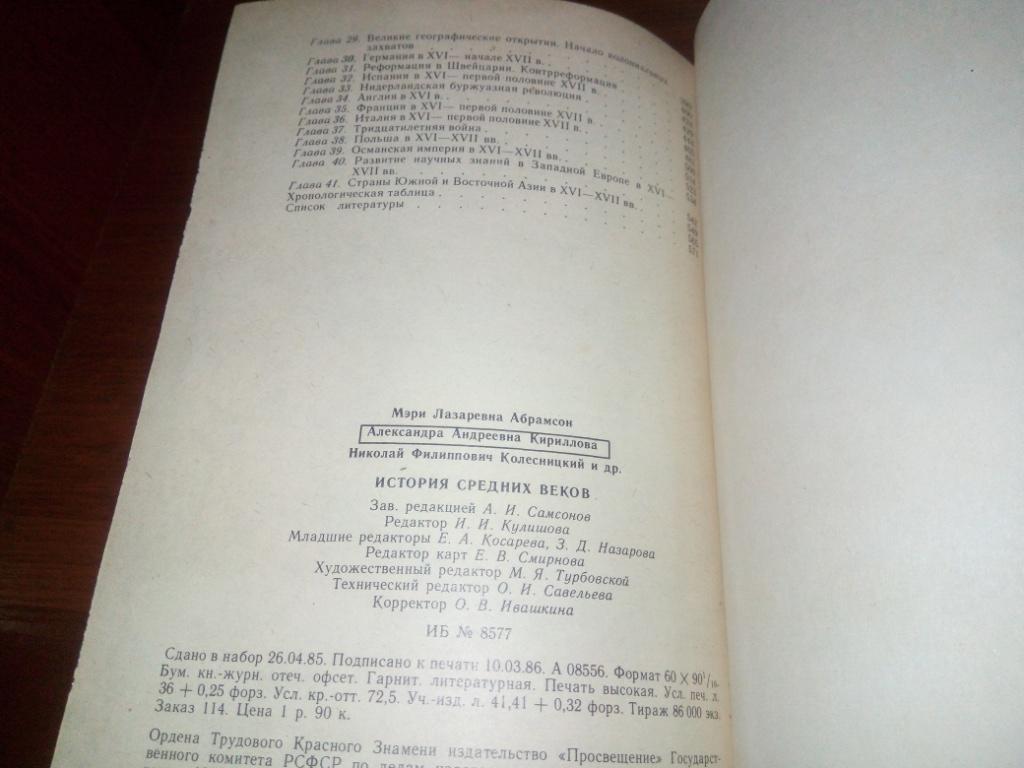 Глава 29. Великие географические открытия. Начало колониальных
захватов
Глава 30. Германия в XVI — начале XVII в.
Глава 31. Реформация в Швейцарии. Контрреформация
Глава 32. Испания в XVI — первой половине XVII в.
Глава 33. Нидерландская буржуазная революция
Глава 34. Англия в XVI в.
Глава 35. Франция в XVI — первой половине XVII в.
Глава 36. Италия в XVI — первой половине XVII в.
Глава 37. Тридцатилетняя война
Глава 38. Польша в XVI—XVII вв.
Глава 39. Османская империя в XVI—XVII вв.
Глава 40. Развитие научных знаний в Западной Европе в XVI—
XVII вв.
Глава 41. Страны Южной и Восточной Азии в XVI—XVII вв.
Хронологическая таблица
Список литературы
Мэри Лазаревна Абрамсон
Александра Андреевна Кириллова
Николай Филиппович Колесницкий и др.
ИСТОРИЯ СРЕДНИХ ВЕКОВ
Зав. редакцией А. И. Самсонов
Редактор И. И. Кулишова
Младшие редакторы Е. А. Косарева, З. Д. Назарова
Редактор карт Е. В. Смирнова
Художественный редактор М. Я. Турбовской
Технический редактор О. И. Савельева
Корректор О. В. Ивашкина
ИБ № 8577
Сдано в набор 26.04.85. Подписано к печати 10.03.86. А 08556. Формат 60 × 90¹/₁₆.
Бум. кн.-журн. отеч. офсет. Гарнит. литературная. Печать высокая. Усл. печ. л.
36 + 0,25 форз. Усл. кр.-отт. 72,5. Уч.-изд. л. 41,41 + 0,32 форз. Тираж 86 000 экз.
Заказ 114. Цена 1 р. 90 к.
Ордена Трудового Красного Знамени издательство «Просвещение» Государст-
венного комитета РСФСР по делам